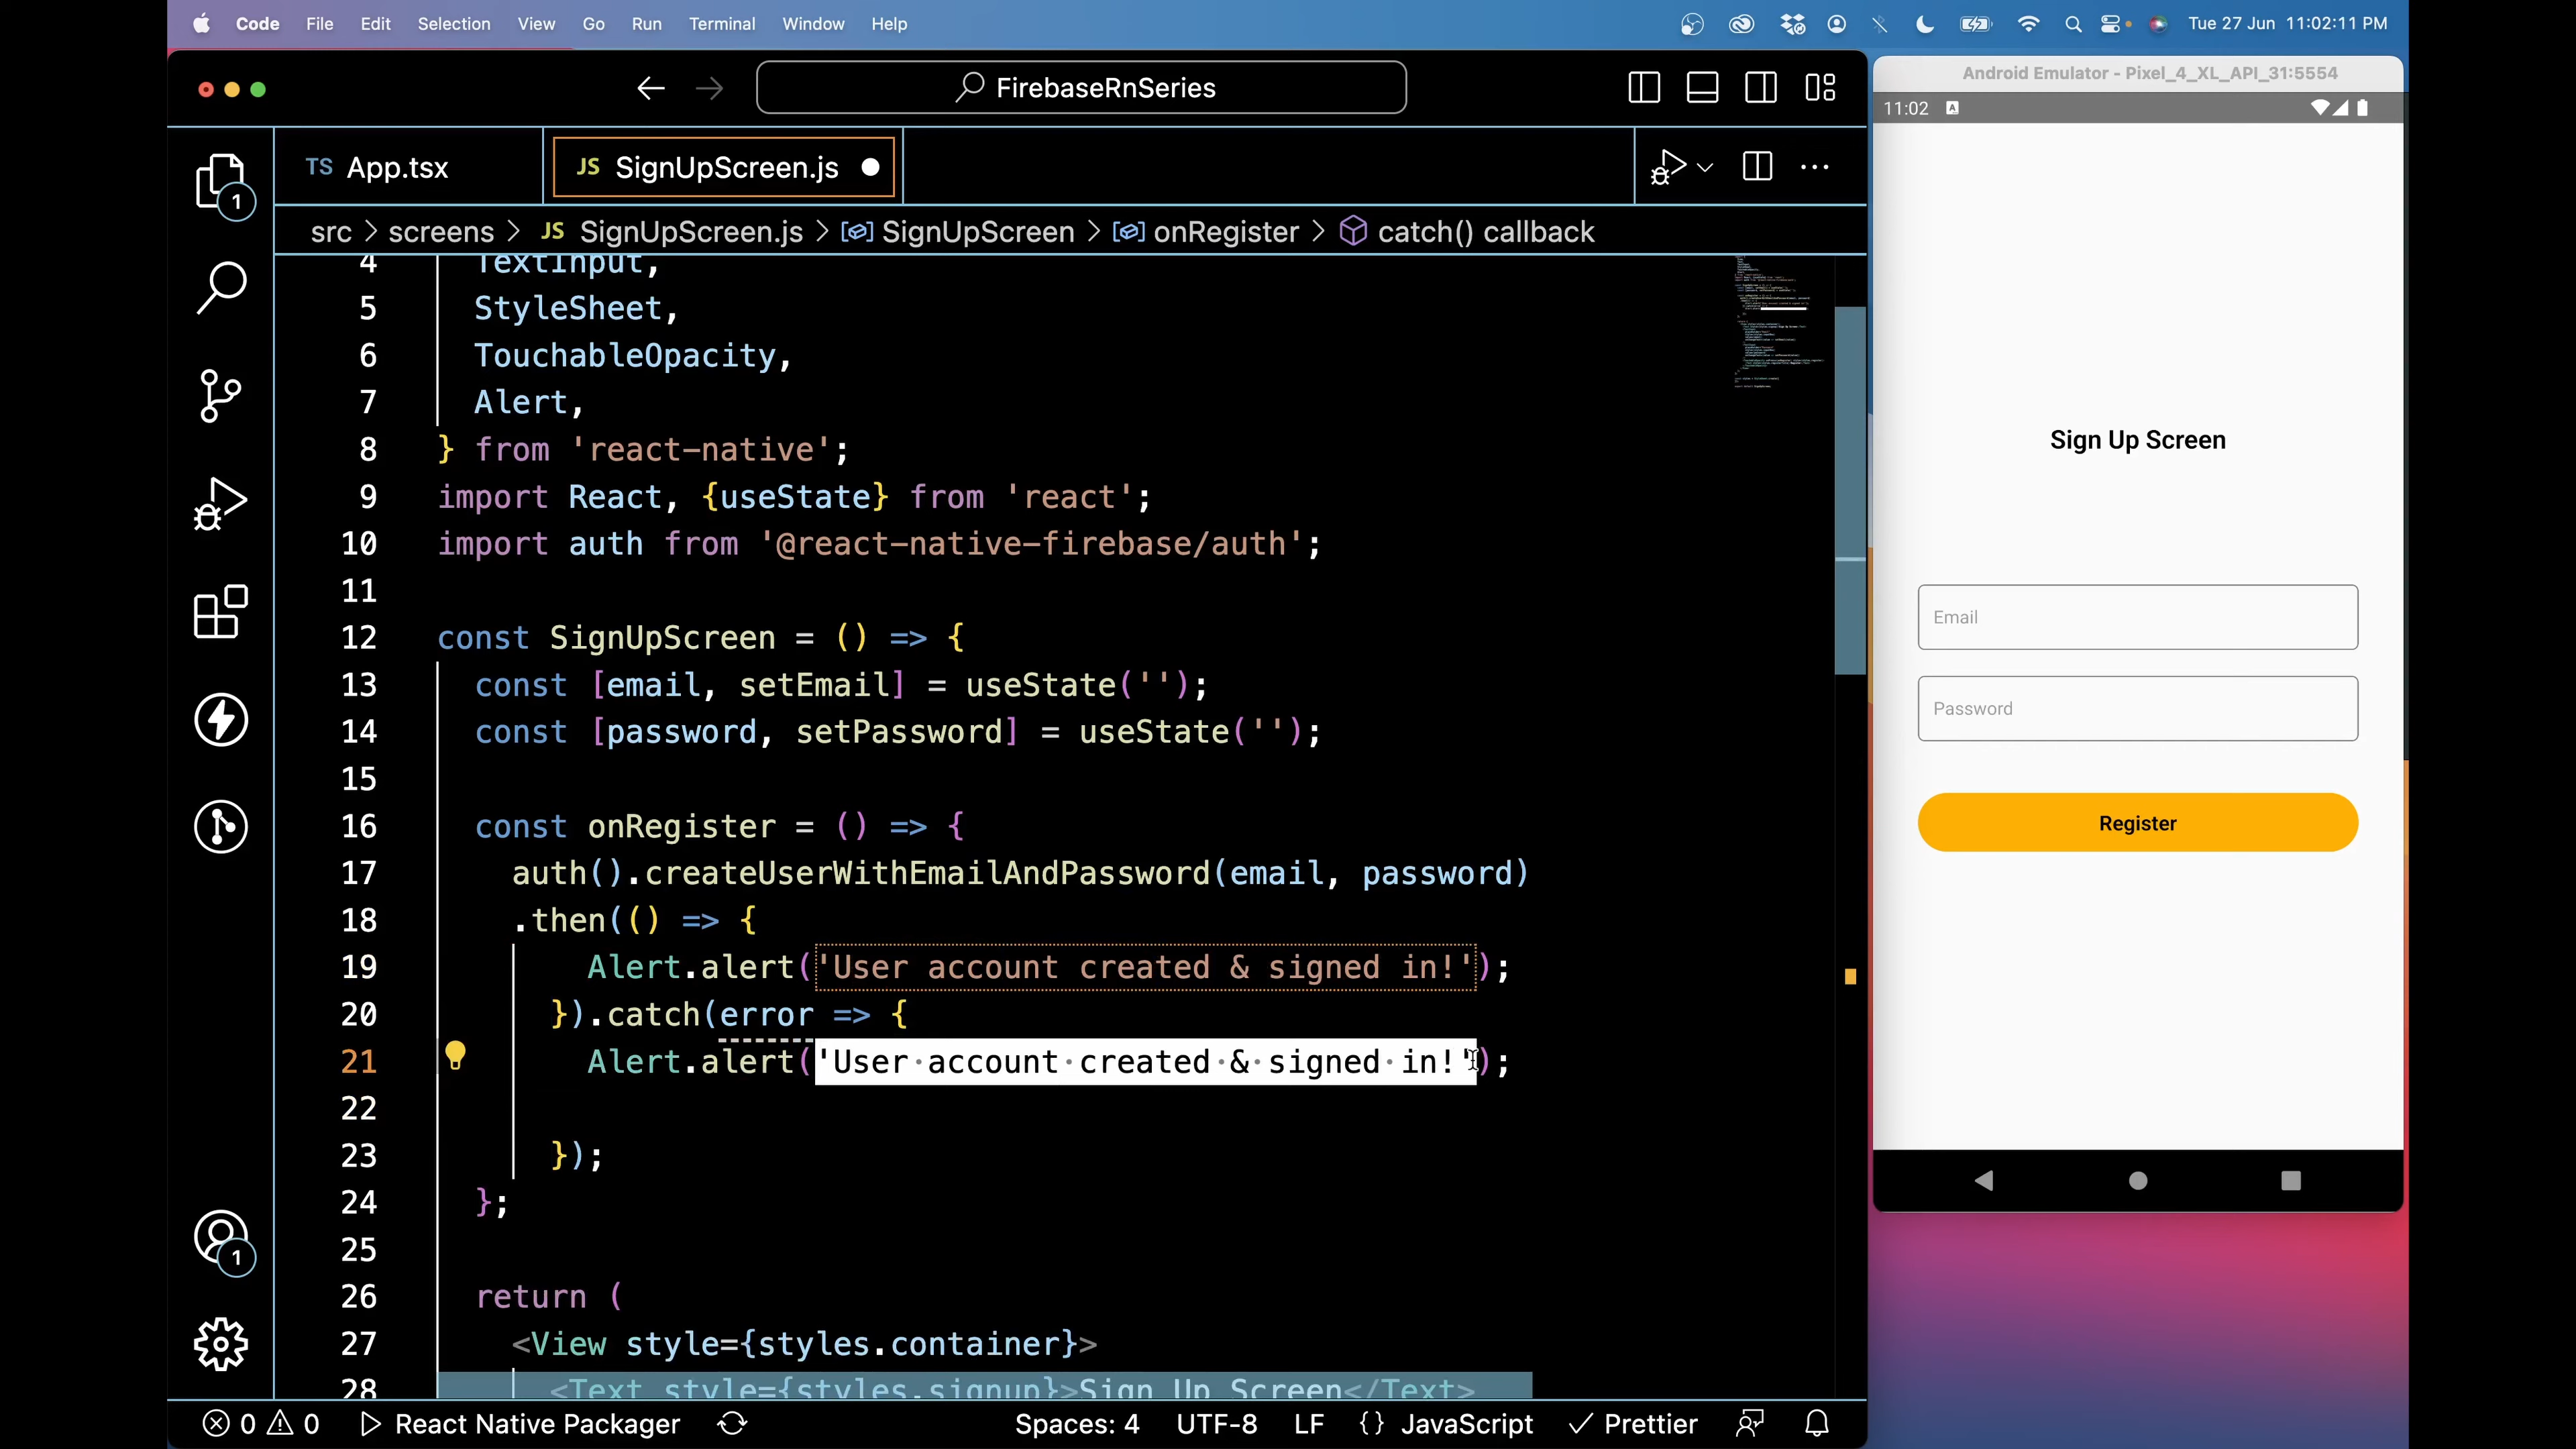 Code File Edit Selection View Go Run Terminal Window Help Tue 27 Jun 11:02:11 PM
FirebaseRnSeries
Android Emulator - Pixel_4_XL_API_31:5554
11:02
TS App.tsx JS SignUpScreen.js
1
src > screens > JS SignUpScreen.js > SignUpScreen > onRegister > catch() callback
4 TextInput,
5 StyleSheet,
6 TouchableOpacity,
7 Alert,
8 } from 'react-native';
9 import React, {useState} from 'react';
10 import auth from '@react-native-firebase/auth';
11
12 const SignUpScreen = () => {
13 const [email, setEmail] = useState('');
14 const [password, setPassword] = useState('');
15
16 const onRegister = () => {
17 auth().createUserWithEmailAndPassword(email, password)
18 .then(() => {
19 Alert.alert('User account created & signed in!');
20 }).catch(error => {
21 Alert.alert('User·account·created·&·signed·in!');
22
23 });
24 };
25
26 return (
27 <View style={styles.container}>
28 <Text style={styles.signup}>Sign Up Screen</Text>
1
0 0 React Native Packager Spaces: 4 UTF-8 LF {} JavaScript Prettier
Sign Up Screen
Email
Password
Register